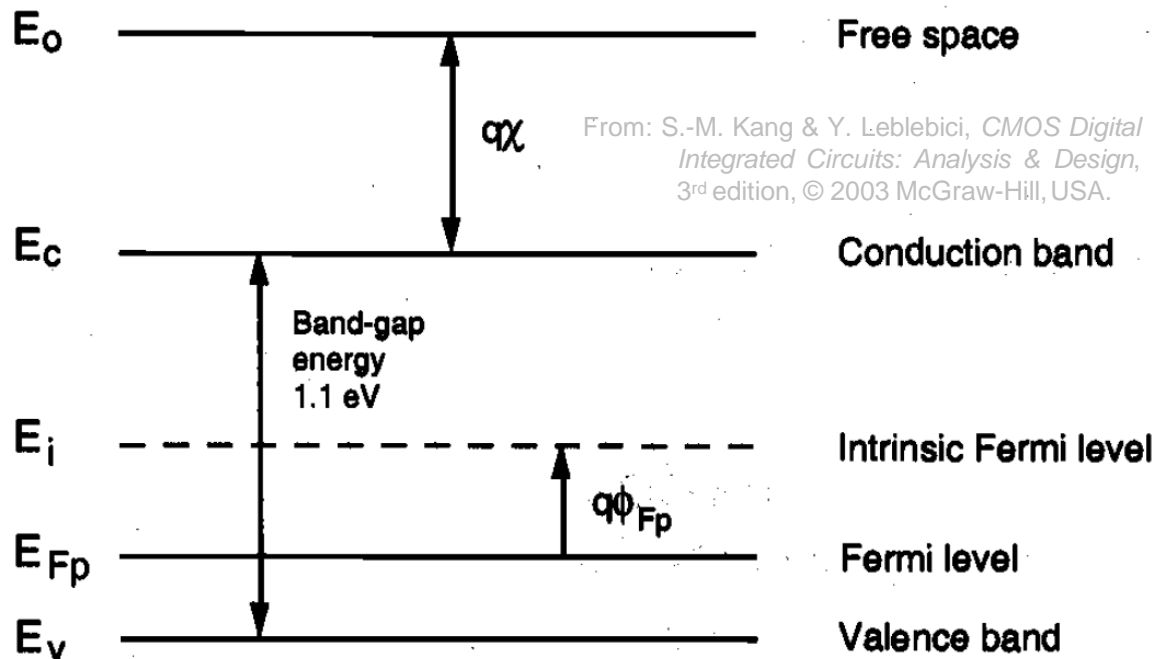 E₀ Free space
qχ
From: S.-M. Kang & Y. Leblebici, CMOS Digital
Integrated Circuits: Analysis & Design,
3rd edition, © 2003 McGraw-Hill, USA.
Ec Conduction band
Band-gap
energy
1.1 eV
Ei Intrinsic Fermi level
qϕFp
EFp Fermi level
Ev Valence band